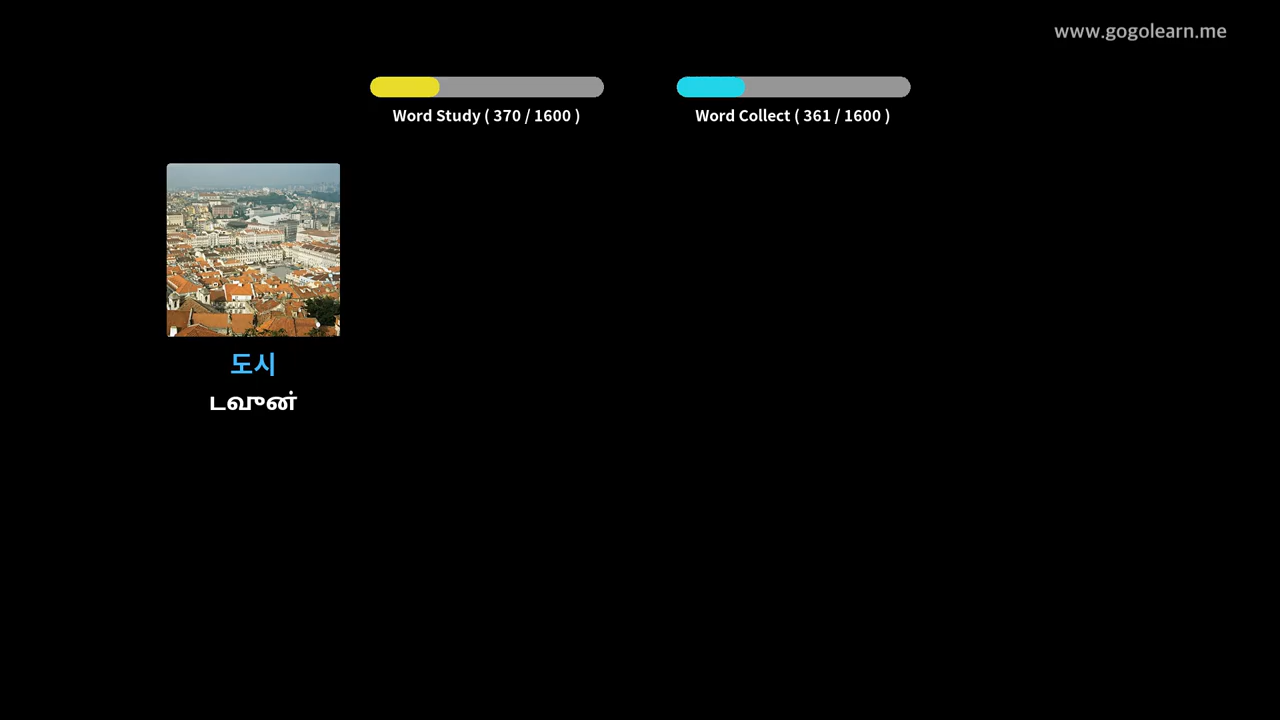 www.gogolearn.me
Word Study ( 370 / 1600 )
Word Collect ( 361 / 1600 )
도시
டவுன்